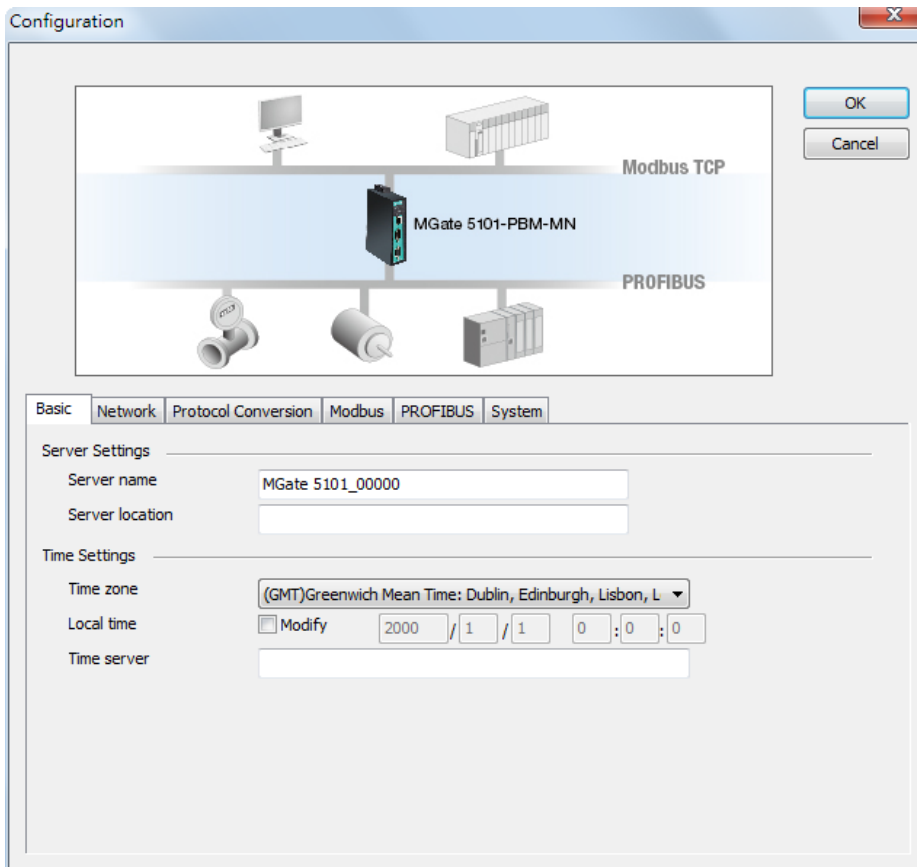 Configuration
X
OK
Cancel
Modbus TCP
MGate 5101-PBM-MN
PROFIBUS
Basic Network Protocol Conversion Modbus PROFIBUS System
Server Settings
Server name MGate 5101_00000
Server location
Time Settings
Time zone (GMT)Greenwich Mean Time: Dublin, Edinburgh, Lisbon, L
Local time Modify 2000 / 1 / 1 0 : 0 : 0
Time server